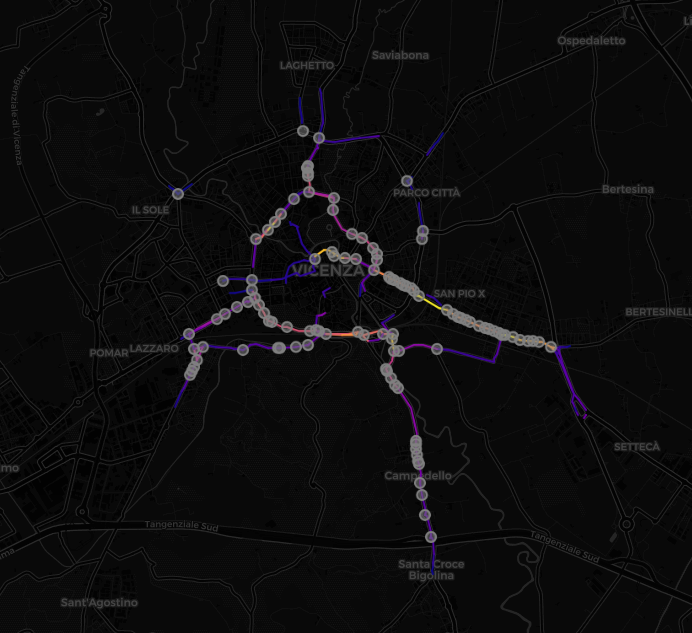 Ospedaletto
Saviabona
LAGHETTO
Tangenziale di Vicenza
PARCO CITTÀ
Bertesina
IL SOLE
VICENZA
SAN PIO X
BERTESINELL
POMAR
LAZZARO
SETTECÀ
mo
Campedello
Tangenziale Sud
Tangenziale Sud
ma
Santa Croce
Bigolina
Sant'Agostino